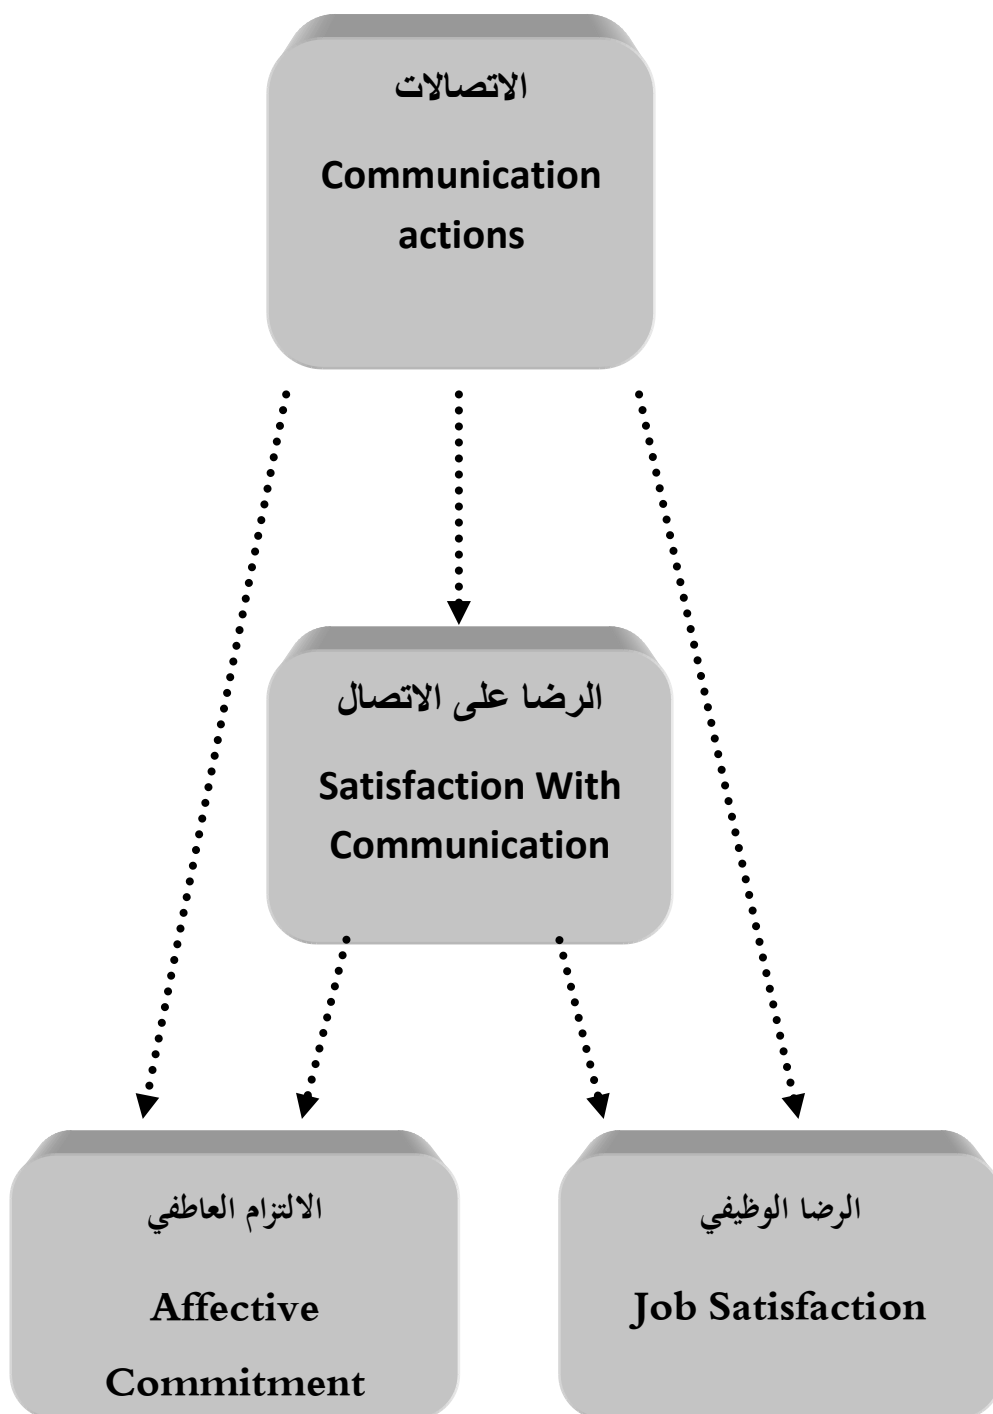 الاتصالات
Communication
actions
الرضا على الاتصال
Satisfaction With
Communication
الالتزام العاطفي
Affective
Commitment
الرضا الوظيفي
Job Satisfaction